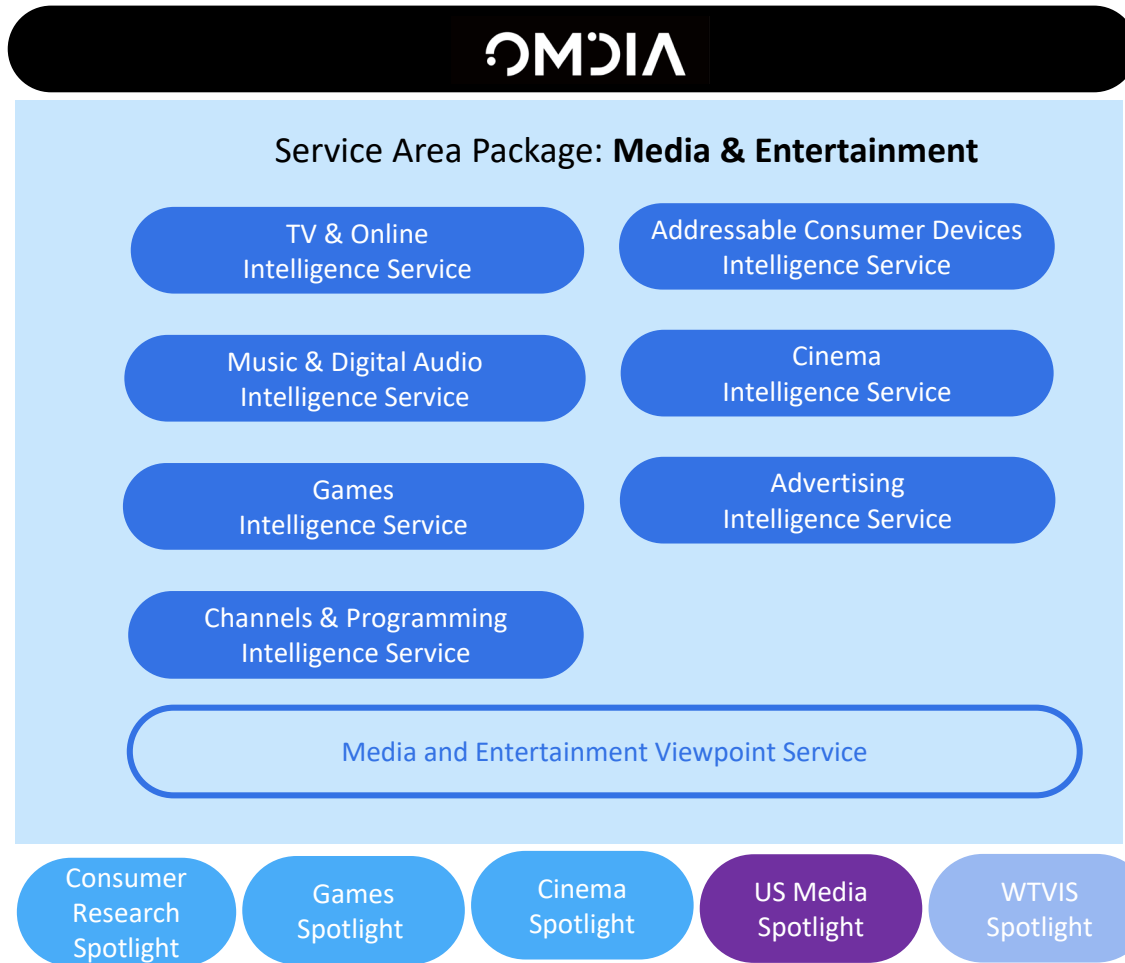 OMDIA
Service Area Package: Media & Entertainment
TV & Online
Intelligence Service
Addressable Consumer Devices
Intelligence Service
Music & Digital Audio
Intelligence Service
Cinema
Intelligence Service
Games
Intelligence Service
Advertising
Intelligence Service
Channels & Programming
Intelligence Service
Media and Entertainment Viewpoint Service
Consumer
Research
Spotlight
Games
Spotlight
Cinema
Spotlight
US Media
Spotlight
WTVIS
Spotlight